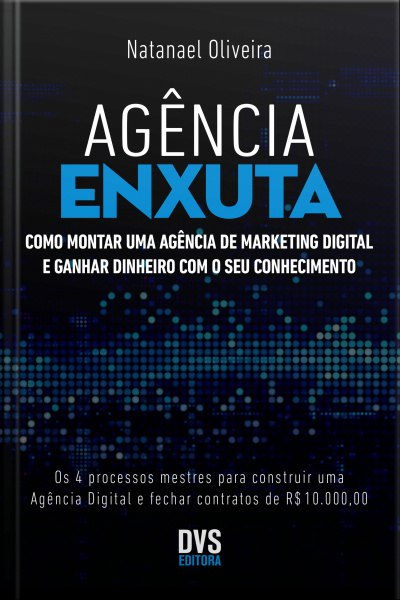 Natanael Oliveira
AGÊNCIA
ENXUTA
COMO MONTAR UMA AGÊNCIA DE MARKETING DIGITAL
E GANHAR DINHEIRO COM O SEU CONHECIMENTO
Os 4 processos mestres para construir uma
Agência Digital e fechar contratos de R$10.000,00
DVS
EDITORA